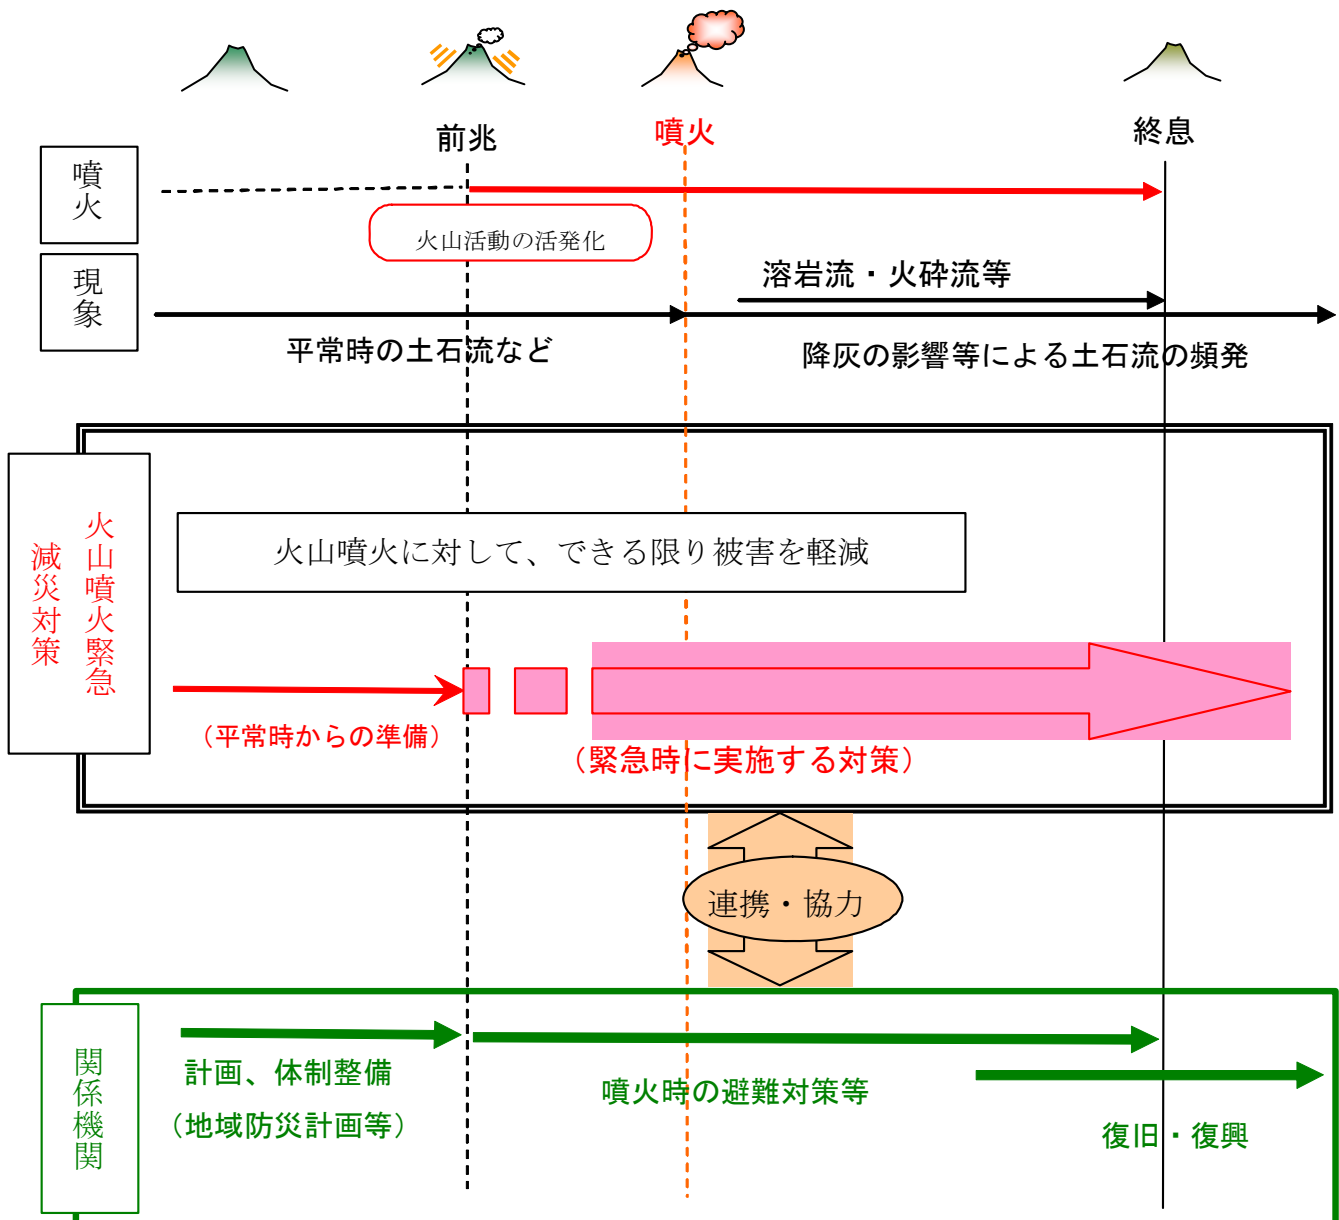 前兆
噴火
終息
噴火
火山活動の活発化
現象
溶岩流・火砕流等
平常時の土石流など
降灰の影響等による土石流の頻発
火山噴火緊急
減災対策
火山噴火に対して、できる限り被害を軽減
（平常時からの準備）
（緊急時に実施する対策）
連携・協力
関係機関
計画、体制整備
（地域防災計画等）
噴火時の避難対策等
復旧・復興